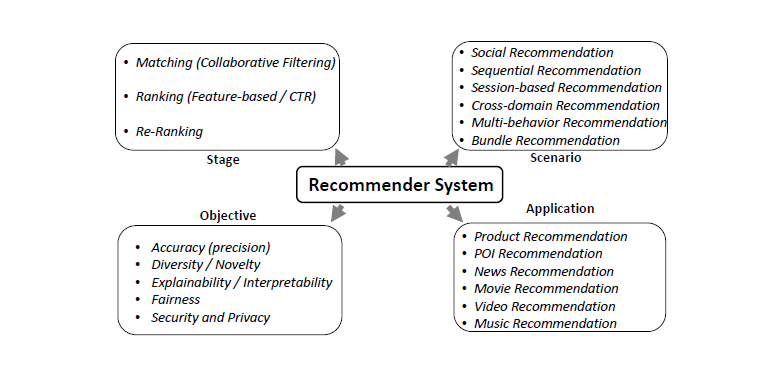 • Matching (Collaborative Filtering)
• Ranking (Feature-based / CTR)
• Re-Ranking
Stage
• Social Recommendation
• Sequential Recommendation
• Session-based Recommendation
• Cross-domain Recommendation
• Multi-behavior Recommendation
• Bundle Recommendation
Scenario
Recommender System
Objective
• Accuracy (precision)
• Diversity / Novelty
• Explainability / Interpretability
• Fairness
• Security and Privacy
Application
• Product Recommendation
• POI Recommendation
• News Recommendation
• Movie Recommendation
• Video Recommendation
• Music Recommendation